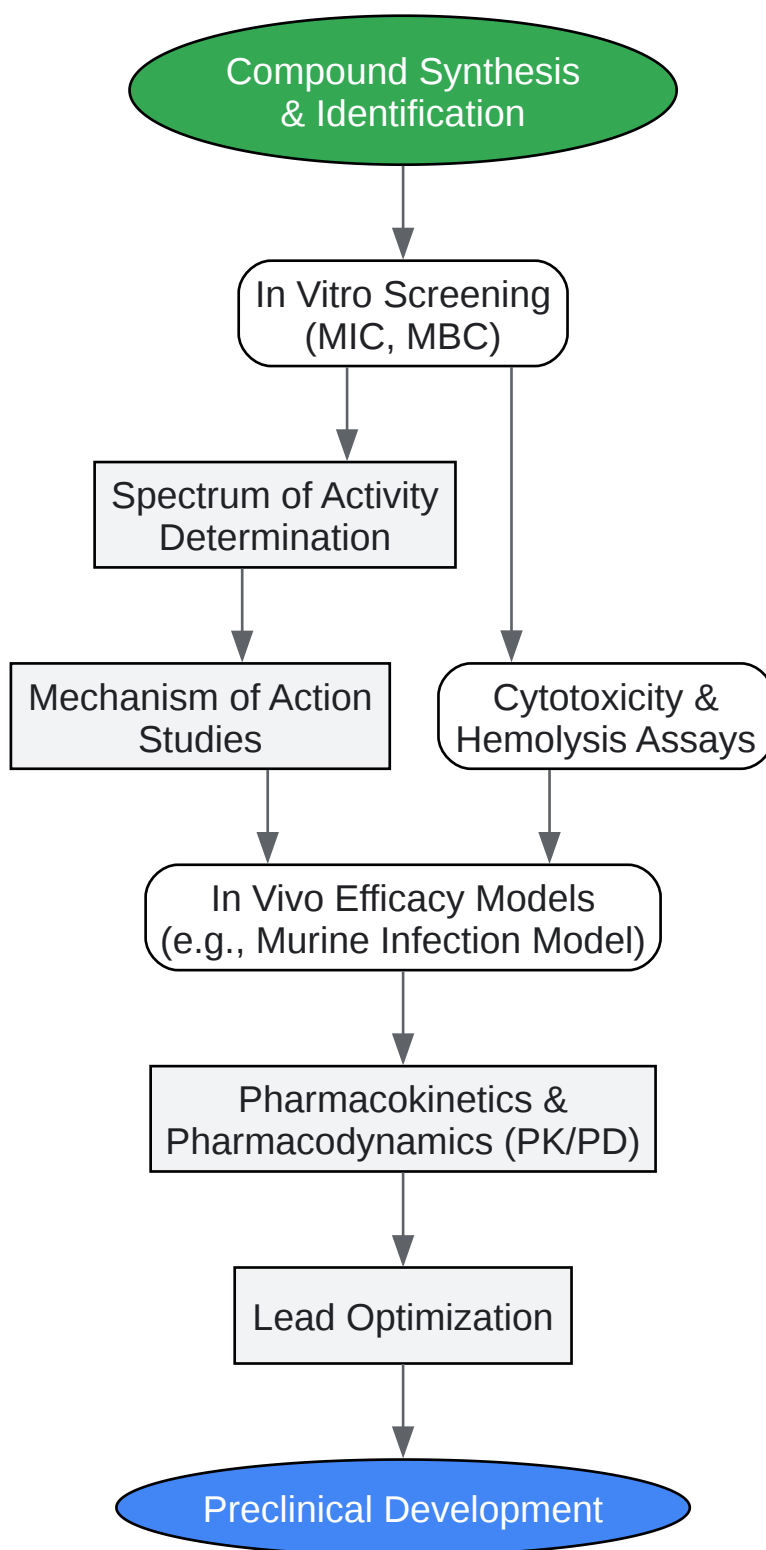 Compound Synthesis
& Identification
In Vitro Screening
(MIC, MBC)
Spectrum of Activity
Determination
Mechanism of Action
Studies
Cytotoxicity &
Hemolysis Assays
In Vivo Efficacy Models
(e.g., Murine Infection Model)
Pharmacokinetics &
Pharmacodynamics (PK/PD)
Lead Optimization
Preclinical Development